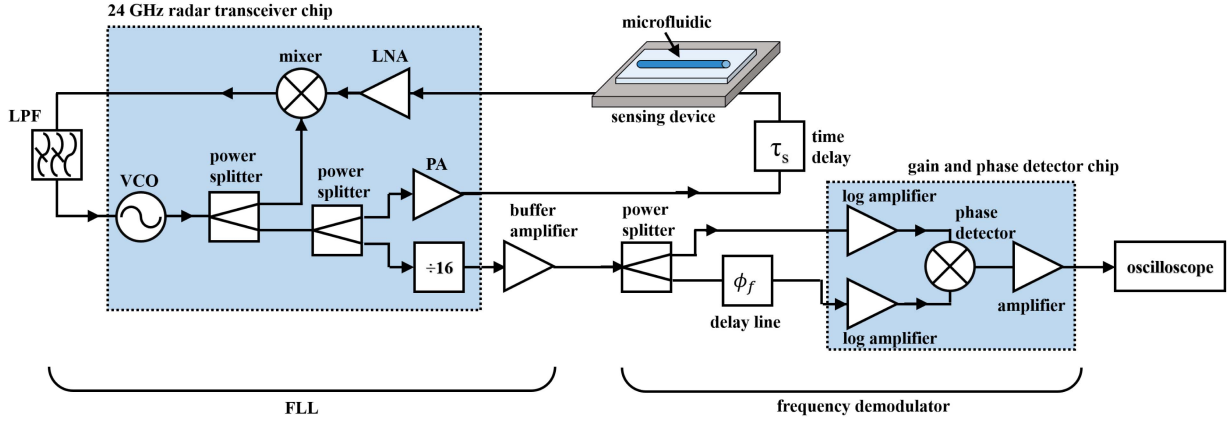 24 GHz radar transceiver chip
mixer
LNA
microfluidic
sensing device
LPF
τs
time
delay
VCO
power
splitter
power
splitter
PA
÷16
buffer
amplifier
power
splitter
ϕf
delay line
gain and phase detector chip
log amplifier
phase
detector
log amplifier
amplifier
oscilloscope
FLL
frequency demodulator